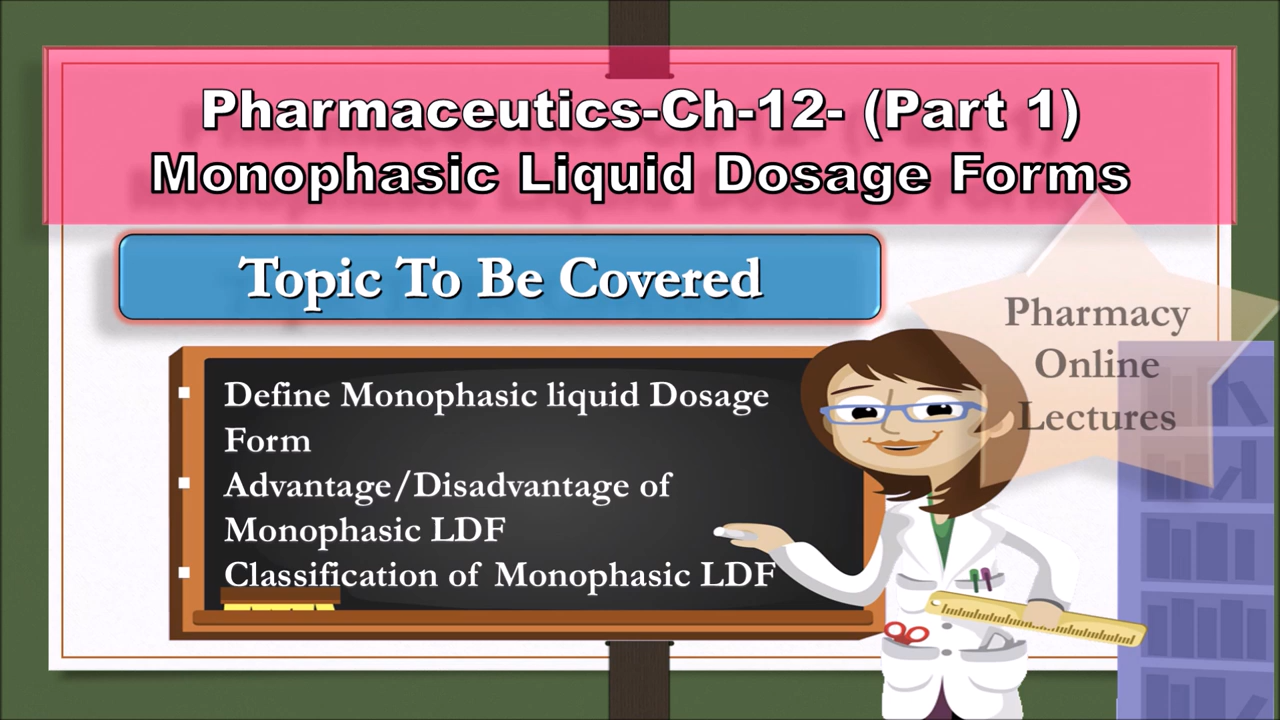 Pharmaceutics-Ch-12- (Part 1)
Monophasic Liquid Dosage Forms
Topic To Be Covered
▪ Define Monophasic liquid Dosage
Form
▪ Advantage/Disadvantage of
Monophasic LDF
▪ Classification of Monophasic LDF
Pharmacy
Online
Lectures